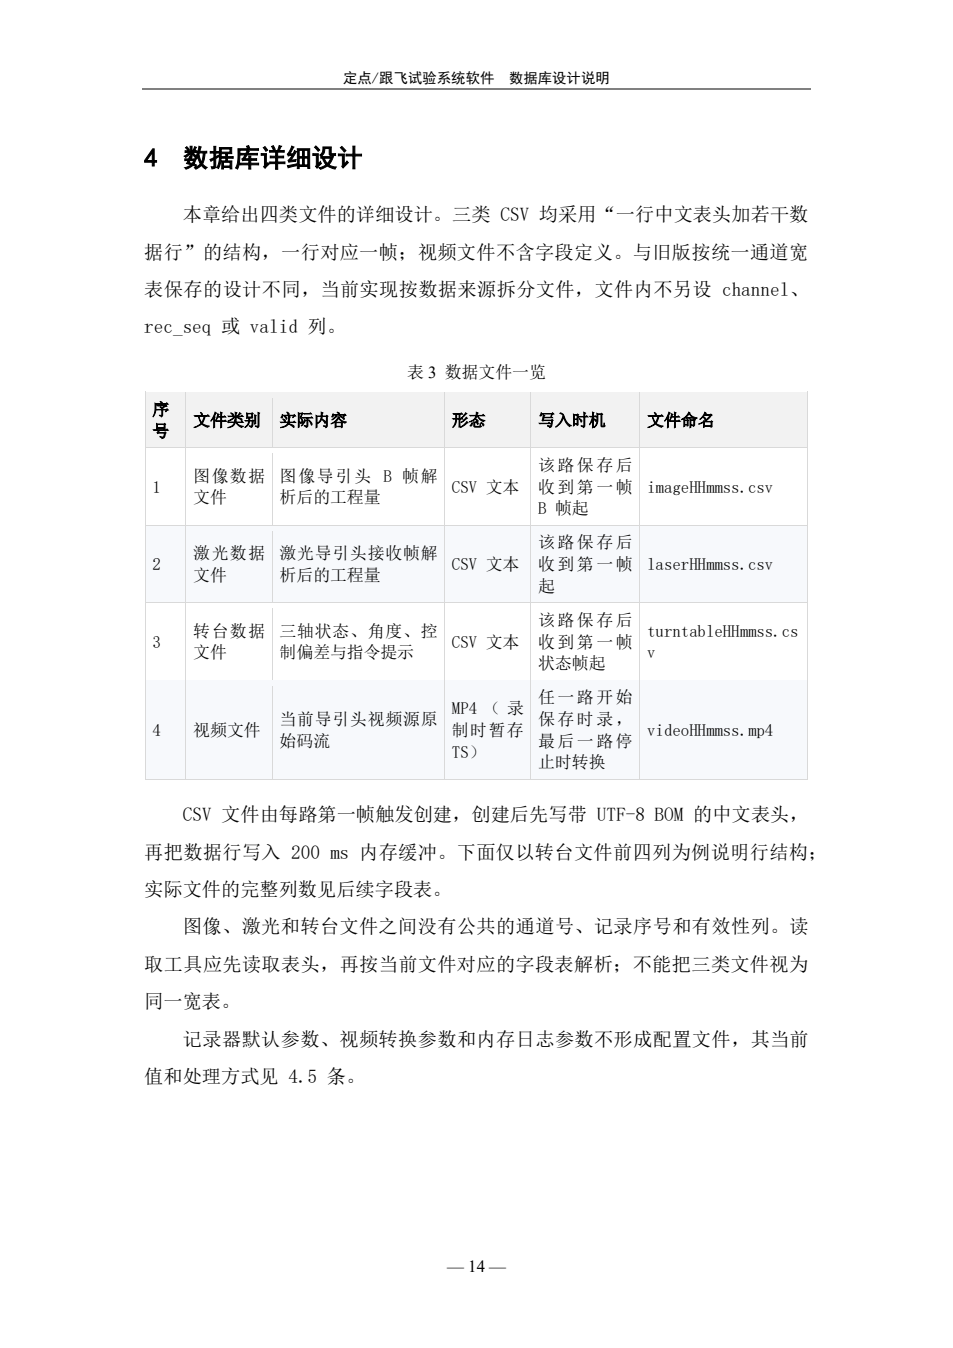 定点/跟飞试验系统软件　数据库设计说明
4　数据库详细设计
本章给出四类文件的详细设计。三类 CSV 均采用“一行中文表头加若干数
据行”的结构，一行对应一帧；视频文件不含字段定义。与旧版按统一通道宽
表保存的设计不同，当前实现按数据来源拆分文件，文件内不另设 channel、
rec_seq 或 valid 列。
表 3  数据文件一览
序号 文件类别 实际内容 形态 写入时机 文件命名
1 图像数据文件 图像导引头 B 帧解析后的工程量 CSV 文本 该路保存后收到第一帧 B 帧起 imageHHmmss.csv
2 激光数据文件 激光导引头接收帧解析后的工程量 CSV 文本 该路保存后收到第一帧起 laserHHmmss.csv
3 转台数据文件 三轴状态、角度、控制偏差与指令提示 CSV 文本 该路保存后收到第一帧状态帧起 turntableHHmmss.csv
4 视频文件 当前导引头视频源原始码流 MP4（录制时暂存 TS） 任一路开始保存时录，最后一路停止时转换 videoHHmmss.mp4
CSV 文件由每路第一帧触发创建，创建后先写带 UTF-8 BOM 的中文表头，
再把数据行写入 200 ms 内存缓冲。下面仅以转台文件前四列为例说明行结构；
实际文件的完整列数见后续字段表。
图像、激光和转台文件之间没有公共的通道号、记录序号和有效性列。读
取工具应先读取表头，再按当前文件对应的字段表解析；不能把三类文件视为
同一宽表。
记录器默认参数、视频转换参数和内存日志参数不形成配置文件，其当前
值和处理方式见 4.5 条。
— 14 —